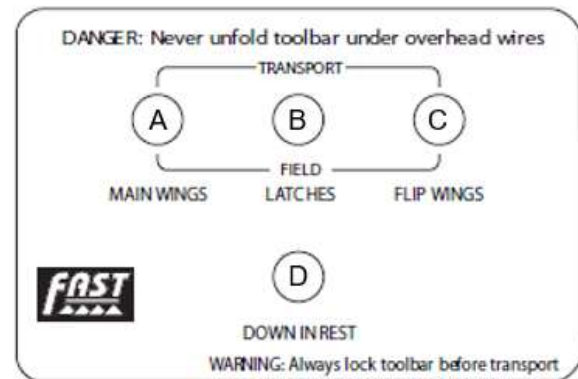 DANGER: Never unfold toolbar under overhead wires
TRANSPORT
A B C
FIELD
MAIN WINGS LATCHES FLIP WINGS
D
FAST
DOWN IN REST
WARNING: Always lock toolbar before transport